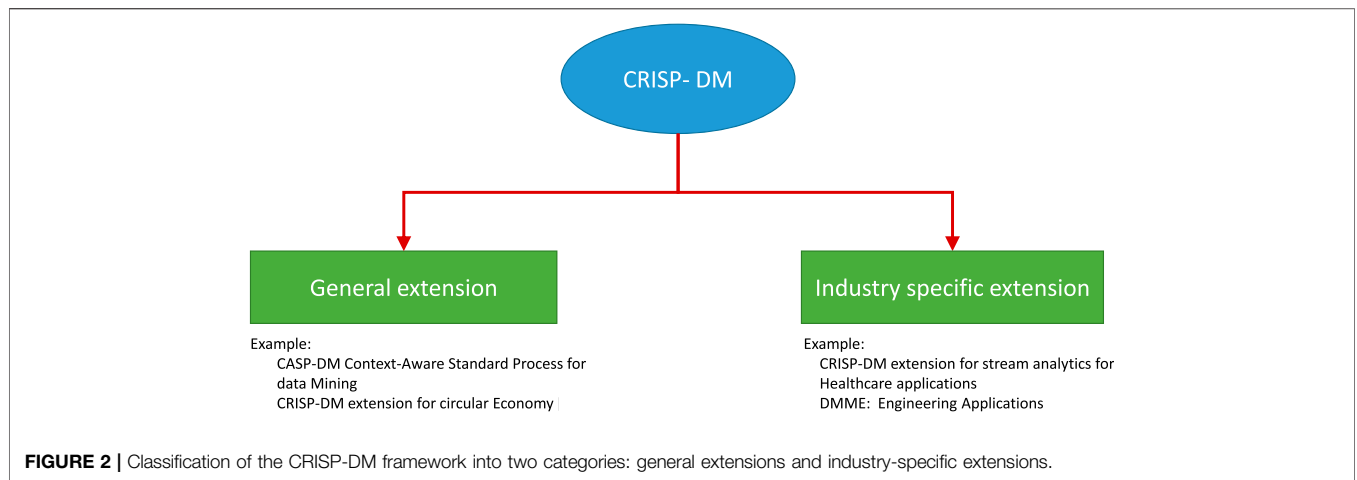 CRISP- DM
General extension
Industry specific extension
Example:
CASP-DM Context-Aware Standard Process for
data Mining
CRISP-DM extension for circular Economy
Example:
CRISP-DM extension for stream analytics for
Healthcare applications
DMME: Engineering Applications
FIGURE 2 | Classification of the CRISP-DM framework into two categories: general extensions and industry-specific extensions.